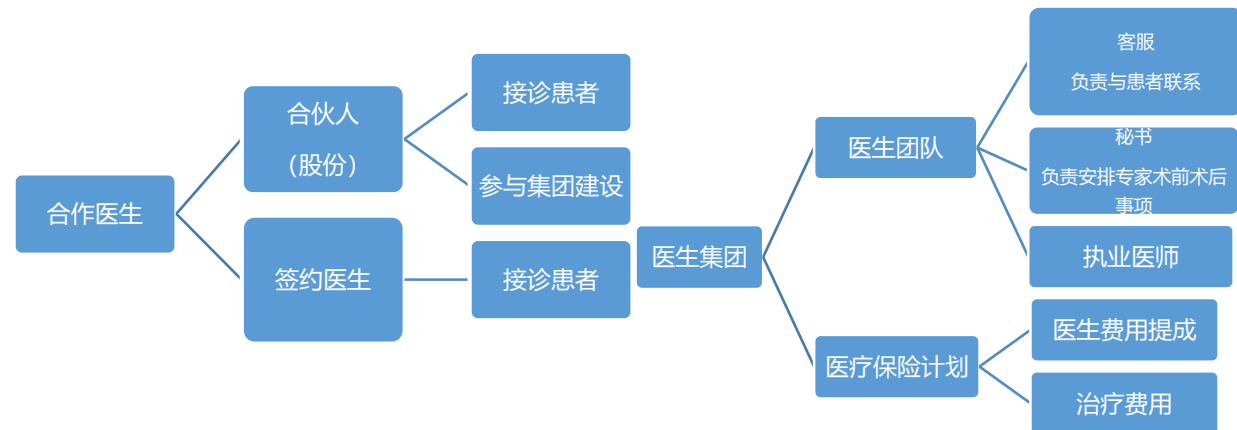 合作医生
合伙人
（股份）
签约医生
接诊患者
参与集团建设
接诊患者
医生集团
医生团队
医疗保险计划
客服
负责与患者联系
秘书
负责安排专家术前术后
事项
执业医师
医生费用提成
治疗费用